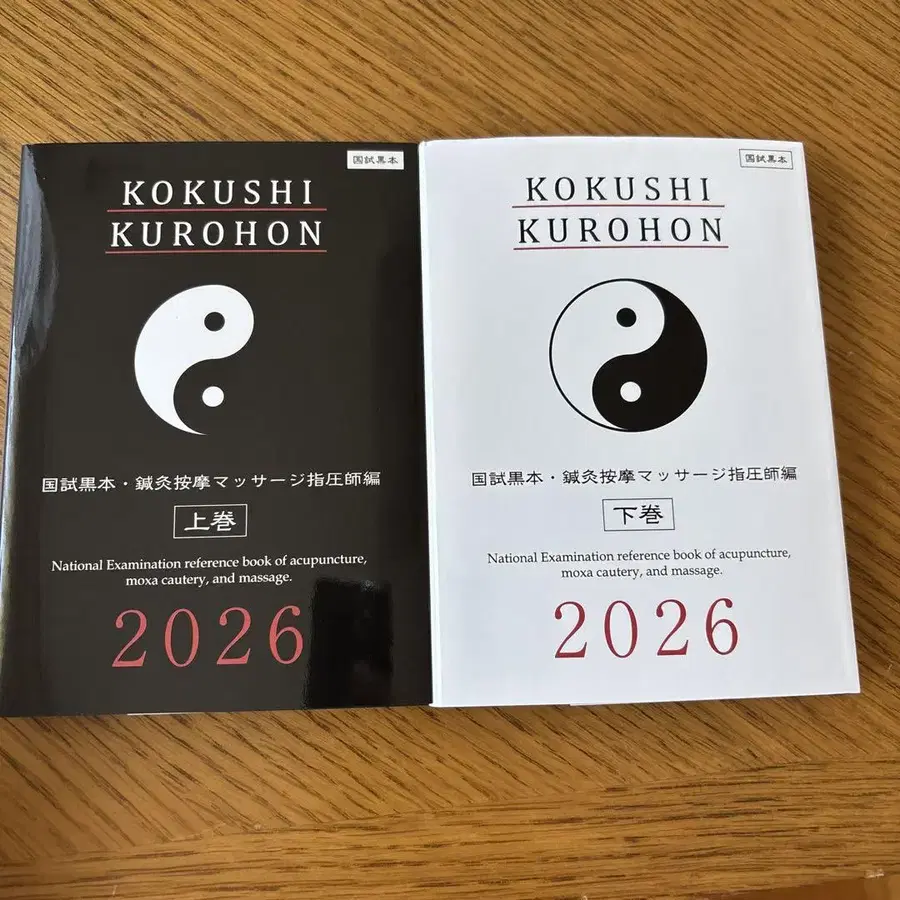 国試黒本
KOKUSHI
KUROHON
国試黒本・鍼灸按摩マッサージ指圧師編
上巻
National Examination reference book of acupuncture,
moxa cautery, and massage.
2026
国試黒本
KOKUSHI
KUROHON
国試黒本・鍼灸按摩マッサージ指圧師編
下巻
National Examination reference book of acupuncture,
moxa cautery, and massage.
2026